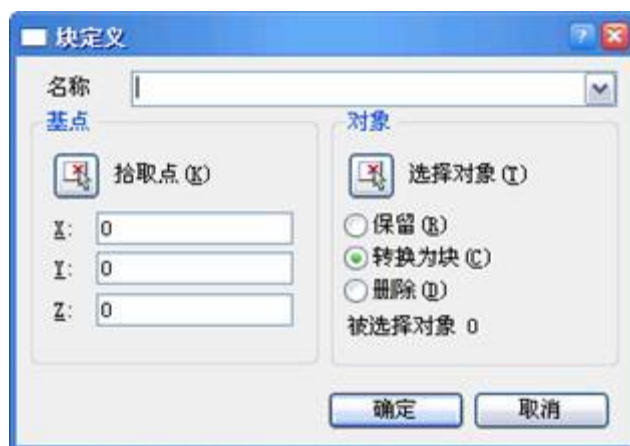 块定义
名称
基点
对象
拾取点(K)
选择对象(T)
X: 0
Y: 0
Z: 0
保留(R)
转换为块(C)
删除(D)
被选择对象 0
确定
取消